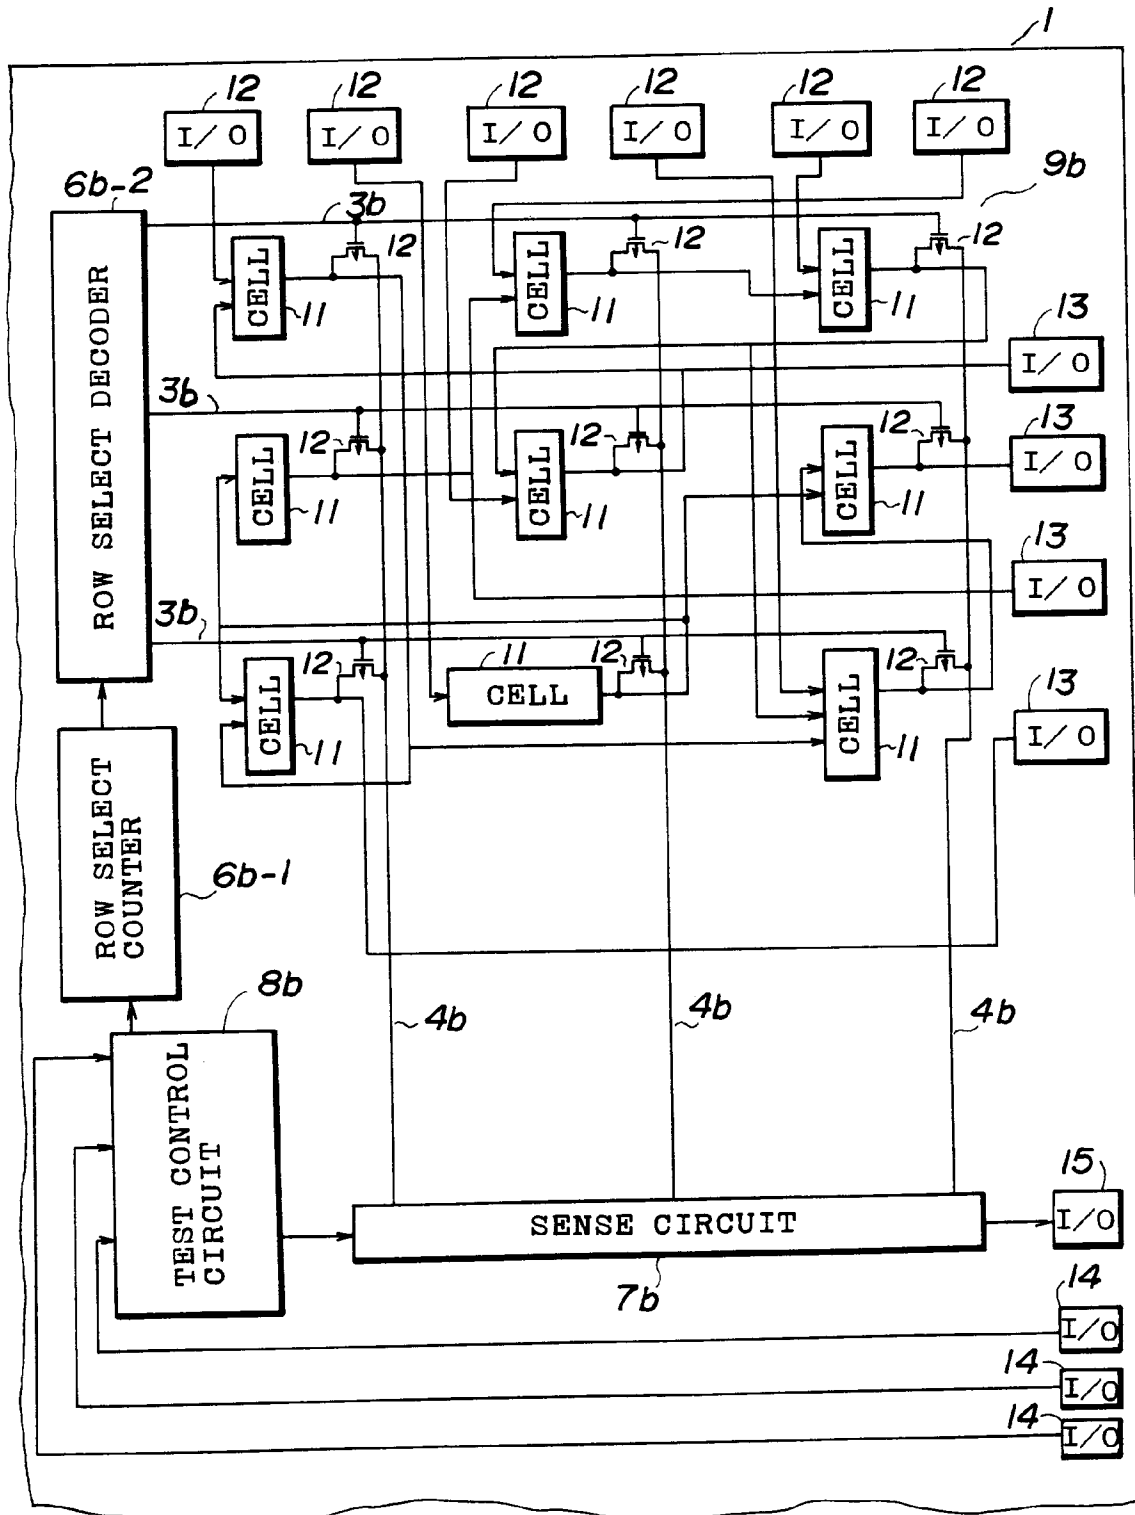 1
12 12 12 12 12 12
I/O I/O I/O I/O I/O I/O
6b-2
9b
3b
12 12 12
CELL CELL CELL
11 11 11
13
I/O
ROW SELECT DECODER
3b
12 12 12
13
I/O
CELL CELL CELL
11 11 11
13
I/O
3b
12 11 12 12
CELL CELL CELL
13
I/O
11 11
ROW SELECT
COUNTER
6b-1
8b
4b 4b 4b
TEST CONTROL
CIRCUIT
15
I/O
SENSE CIRCUIT
7b
14
I/O
14
I/O
14
I/O